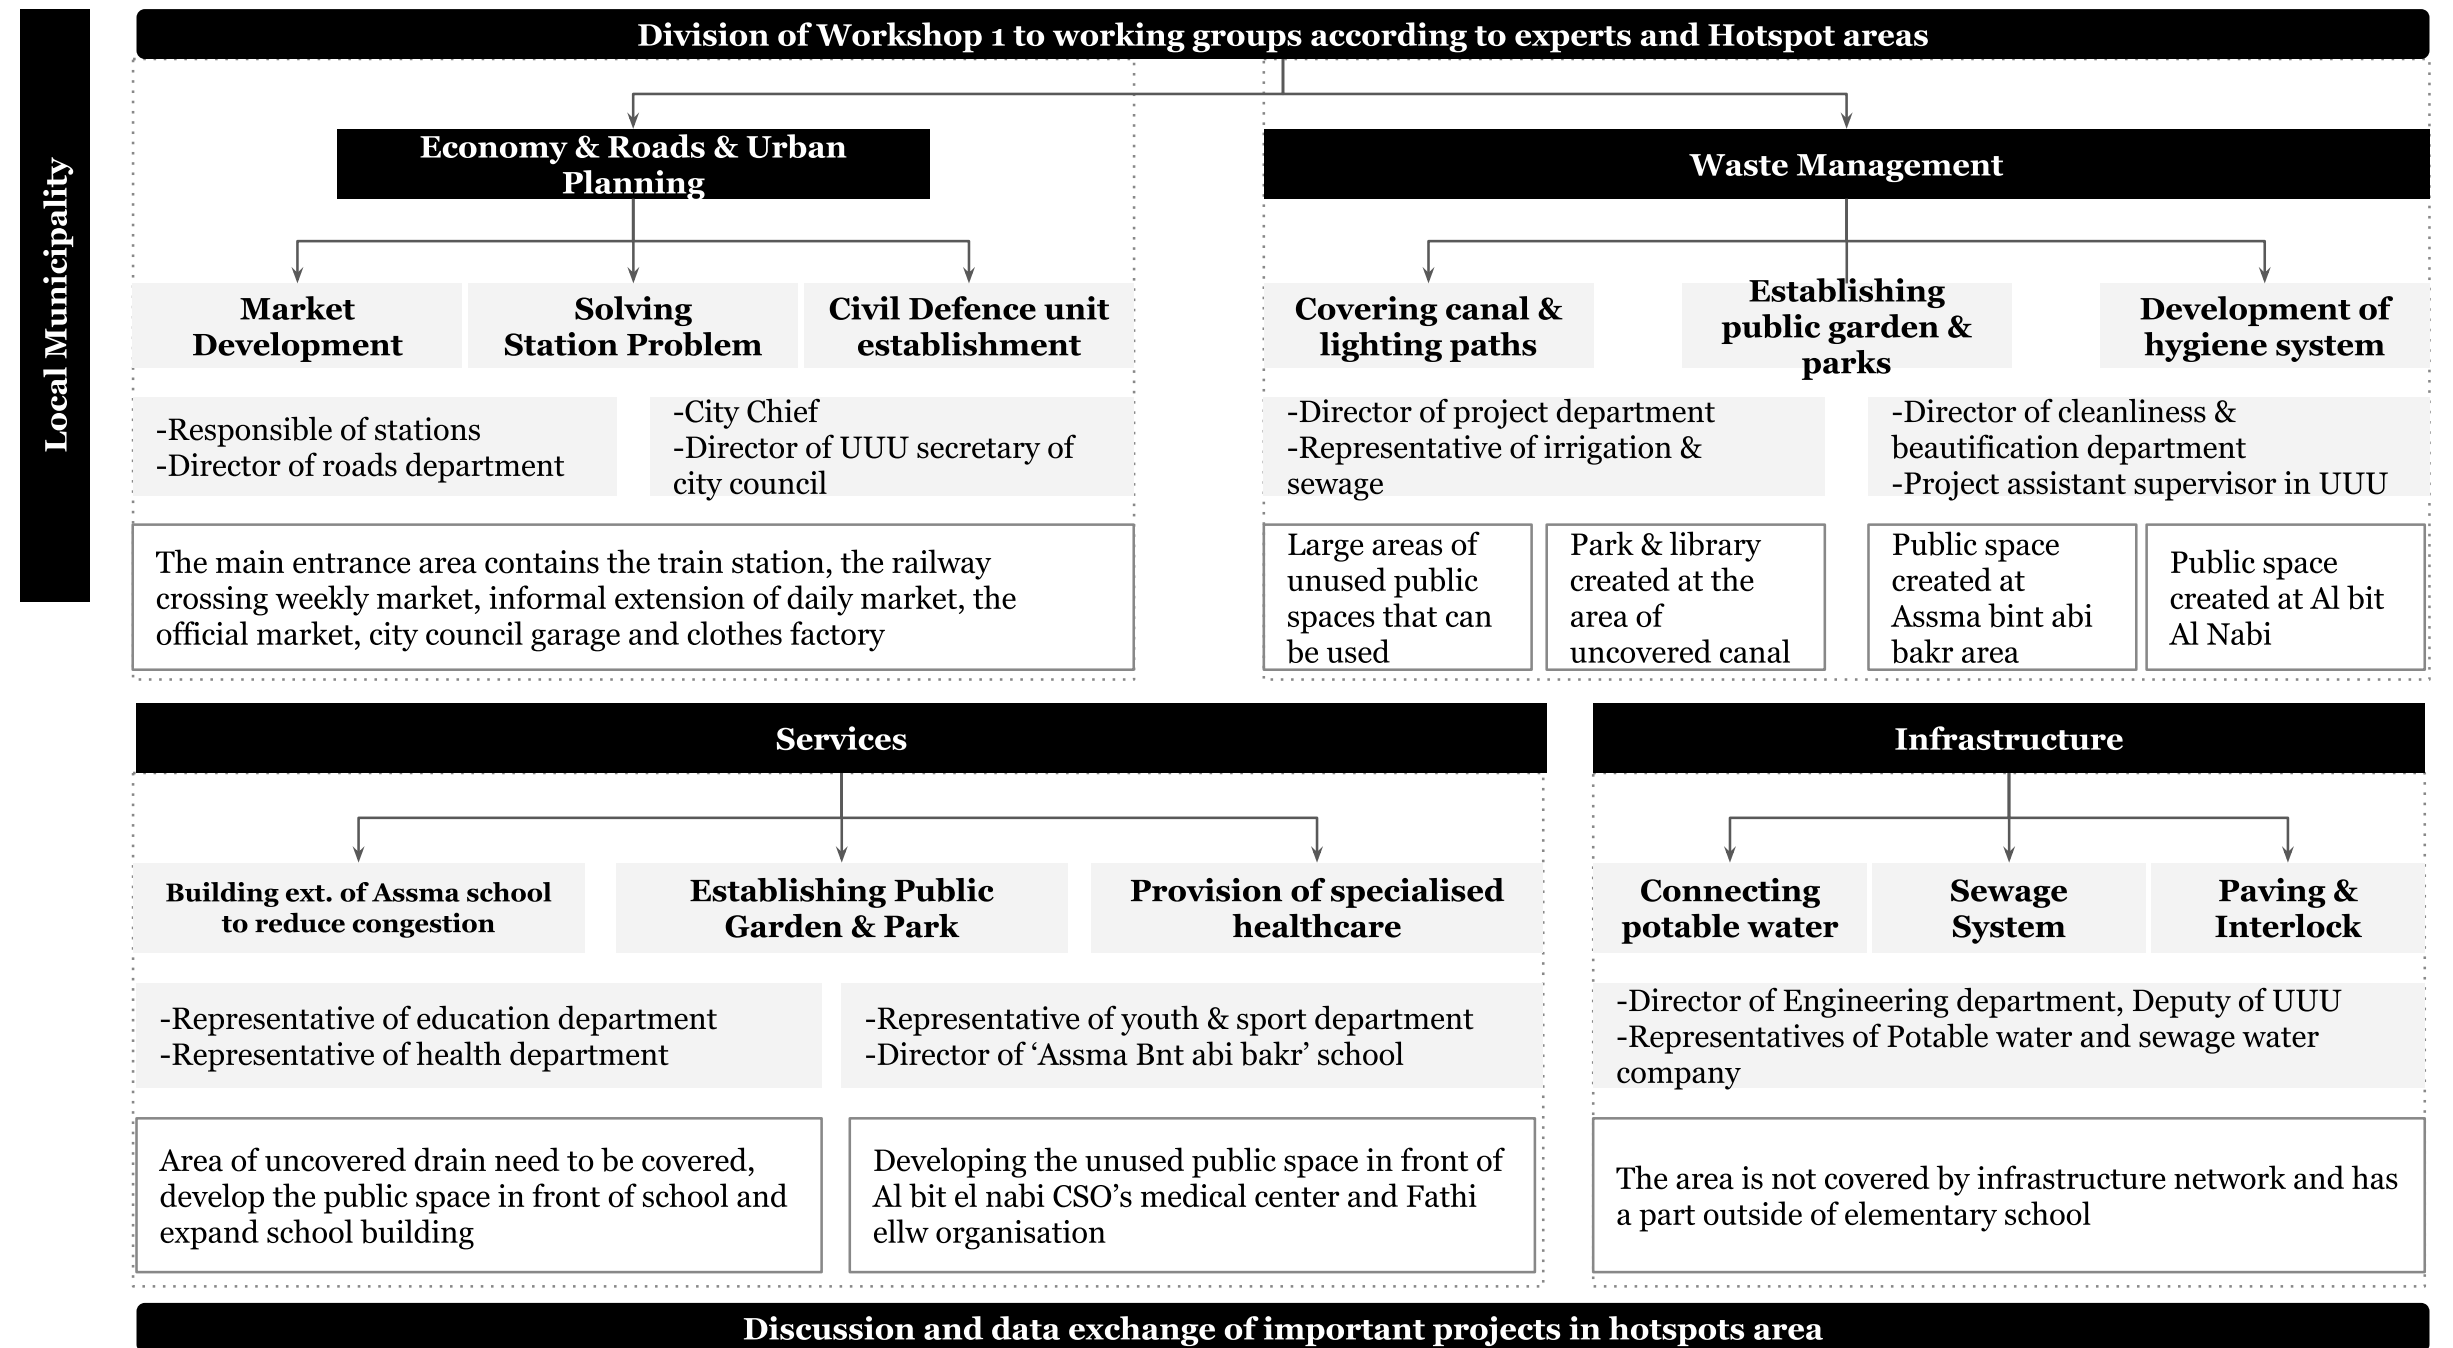 Division of Workshop 1 to working groups according to experts and Hotspot areas
Local Municipality
Economy & Roads & Urban
Planning
Market
Development
Solving
Station Problem
Civil Defence unit
establishment
-Responsible of stations
-Director of roads department
-City Chief
-Director of UUU secretary of
city council
The main entrance area contains the train station, the railway
crossing weekly market, informal extension of daily market, the
official market, city council garage and clothes factory
Waste Management
Covering canal &
lighting paths
Establishing
public garden &
parks
Development of
hygiene system
-Director of project department
-Representative of irrigation &
sewage
-Director of cleanliness &
beautification department
-Project assistant supervisor in UUU
Large areas of
unused public
spaces that can
be used
Park & library
created at the
area of
uncovered canal
Public space
created at
Assma bint abi
bakr area
Public space
created at Al bit
Al Nabi
Services
Building ext. of Assma school
to reduce congestion
Establishing Public
Garden & Park
Provision of specialised
healthcare
-Representative of education department
-Representative of health department
-Representative of youth & sport department
-Director of ‘Assma Bnt abi bakr’ school
Area of uncovered drain need to be covered,
develop the public space in front of school and
expand school building
Developing the unused public space in front of
Al bit el nabi CSO’s medical center and Fathi
ellw organisation
Infrastructure
Connecting
potable water
Sewage
System
Paving &
Interlock
-Director of Engineering department, Deputy of UUU
-Representatives of Potable water and sewage water
company
The area is not covered by infrastructure network and has
a part outside of elementary school
Discussion and data exchange of important projects in hotspots area